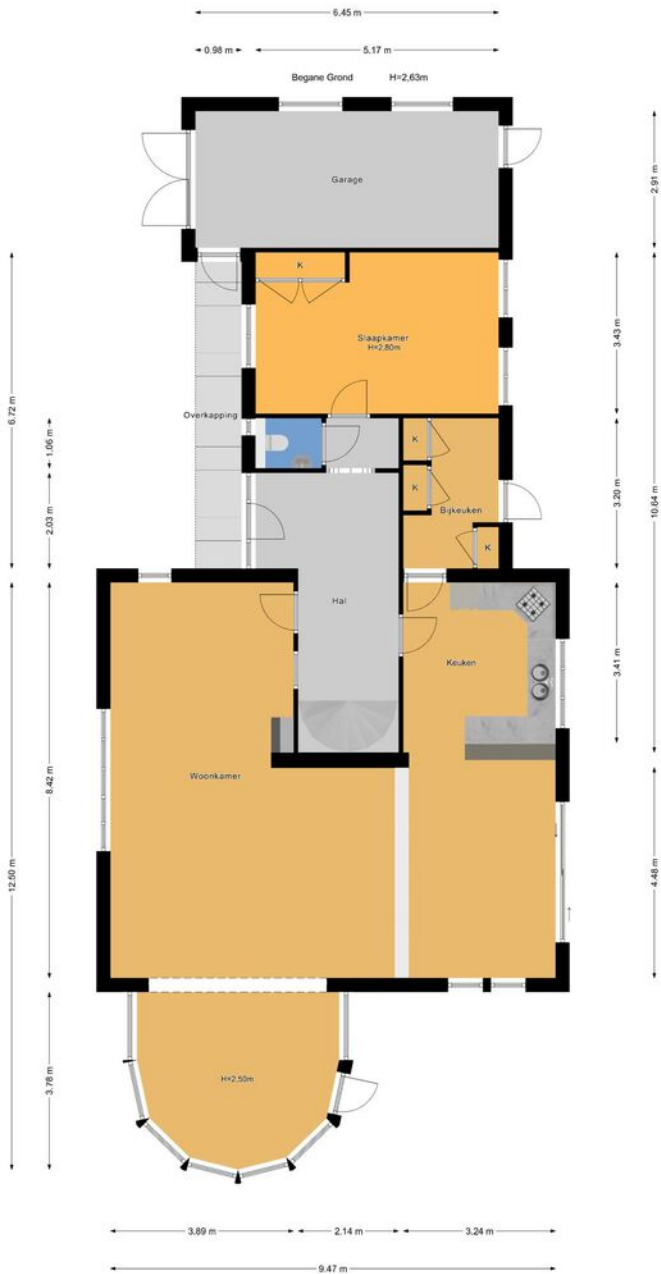 6.45 m
0.98 m
5.17 m
Begane Grond H=2,63m
Garage
2.91 m
K
Slaapkamer
H=2,80m
3.43 m
6.72 m
Overkapping
1.06 m
K
K
Bijkeuken
K
3.20 m
10.64 m
2.03 m
Hal
Keuken
3.41 m
Woonkamer
8.42 m
12.50 m
4.48 m
H=2,50m
3.78 m
3.89 m
2.14 m
3.24 m
9.47 m